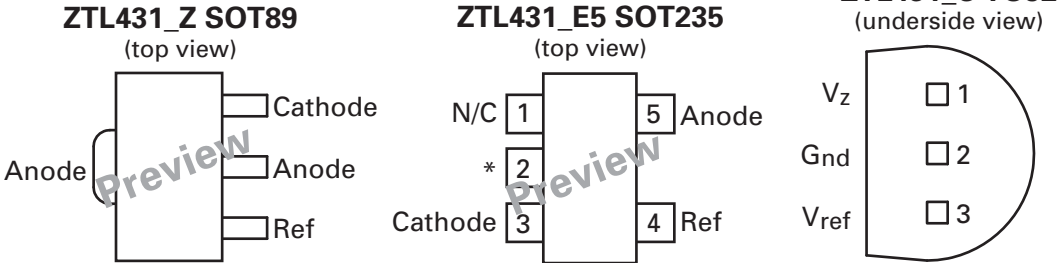 ZTL431_Z SOT89
(top view)
Cathode
Anode
Anode
Ref
Preview
ZTL431_E5 SOT235
(top view)
N/C 1
* 2
Cathode 3
5 Anode
4 Ref
Preview
(underside view)
Vz 1
Gnd 2
Vref 3